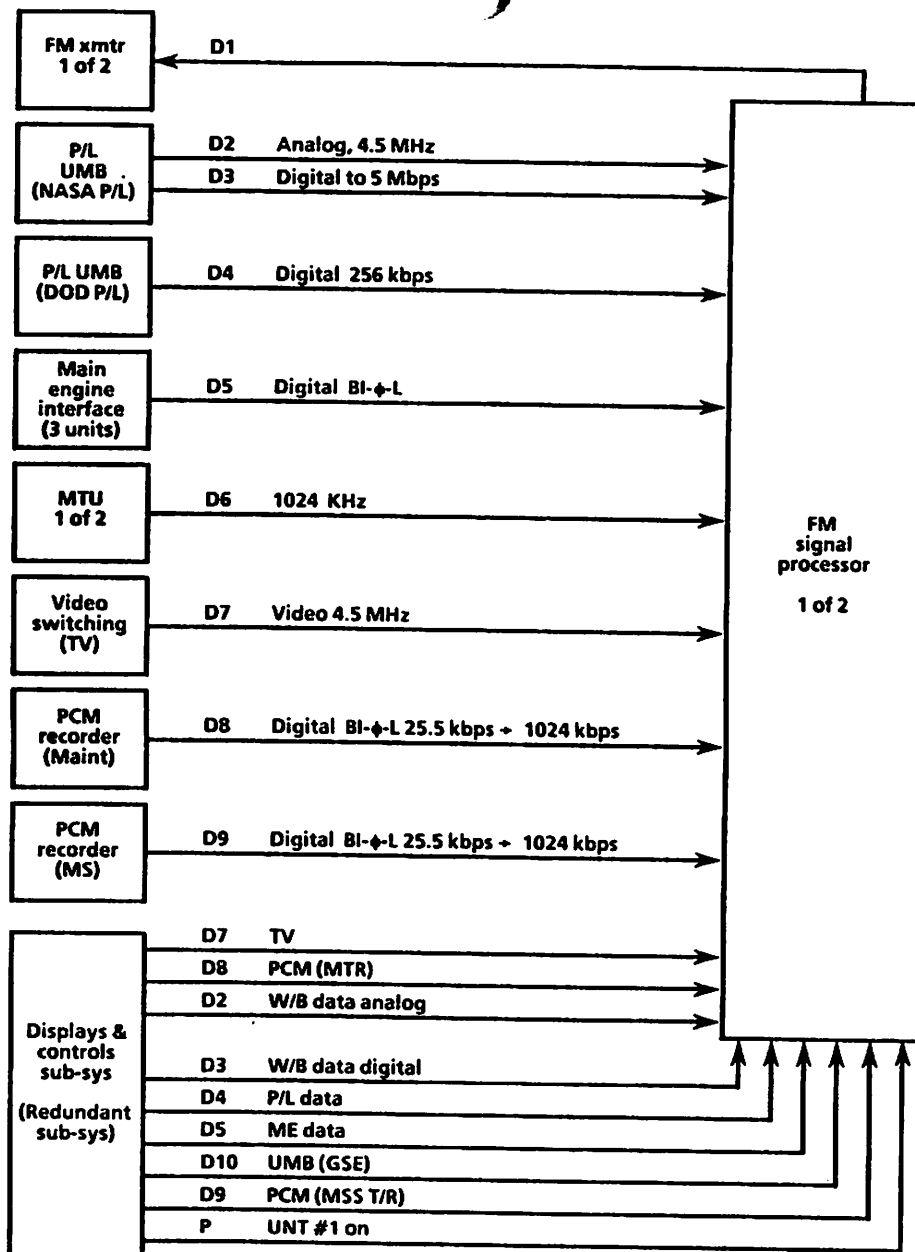 FM xmtr
1 of 2
D1
P/L
UMB
(NASA P/L)
D2 Analog, 4.5 MHz
D3 Digital to 5 Mbps
P/L UMB
(DOD P/L)
D4 Digital 256 kbps
Main
engine
interface
(3 units)
D5 Digital BI-ϕ-L
MTU
1 of 2
D6 1024 KHz
FM
signal
processor
1 of 2
Video
switching
(TV)
D7 Video 4.5 MHz
PCM
recorder
(Maint)
D8 Digital BI-ϕ-L 25.5 kbps ÷ 1024 kbps
PCM
recorder
(MS)
D9 Digital BI-ϕ-L 25.5 kbps ÷ 1024 kbps
Displays &
controls
sub-sys
(Redundant
sub-sys)
D7 TV
D8 PCM (MTR)
D2 W/B data analog
D3 W/B data digital
D4 P/L data
D5 ME data
D10 UMB (GSE)
D9 PCM (MSS T/R)
P UNT #1 on